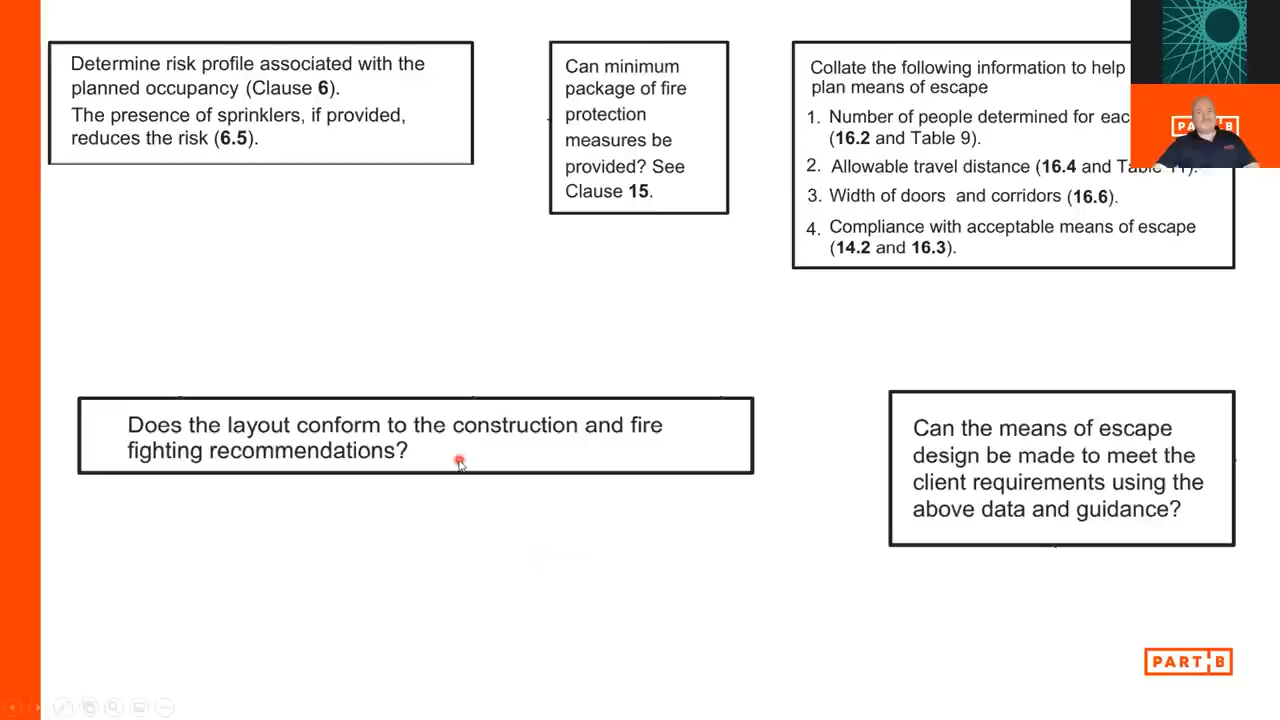 Determine risk profile associated with the
planned occupancy (Clause 6).
The presence of sprinklers, if provided,
reduces the risk (6.5).
Can minimum
package of fire
protection
measures be
provided? See
Clause 15.
Collate the following information to help
plan means of escape
1. Number of people determined for eac
(16.2 and Table 9).
2. Allowable travel distance (16.4 and Table 11).
3. Width of doors and corridors (16.6).
4. Compliance with acceptable means of escape
(14.2 and 16.3).
Does the layout conform to the construction and fire
fighting recommendations?
Can the means of escape
design be made to meet the
client requirements using the
above data and guidance?
PART B